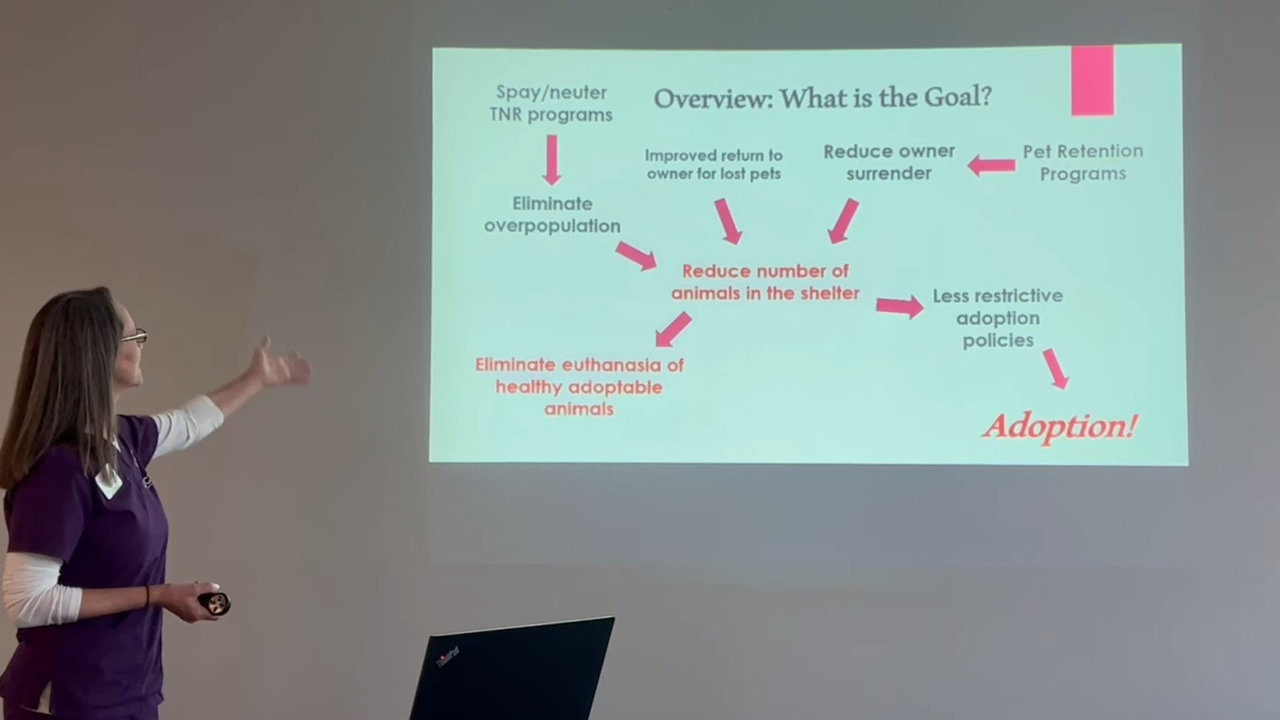 Overview: What is the Goal?
Spay/neuter
TNR programs
Eliminate
overpopulation
Improved return to
owner for lost pets
Reduce owner
surrender
Pet Retention
Programs
Reduce number of
animals in the shelter
Eliminate euthanasia of
healthy adoptable
animals
Less restrictive
adoption
policies
Adoption!
ThinkPad